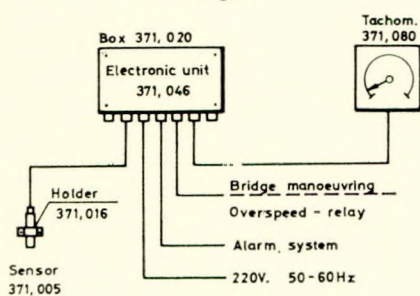 Tachom.
Box 371,020
371,080
Electronic unit
371,046
Holder
371,016
Bridge manoeuvring
Overspeed - relay
Alarm, system
Sensor
371,005
220V. 50-60Hz